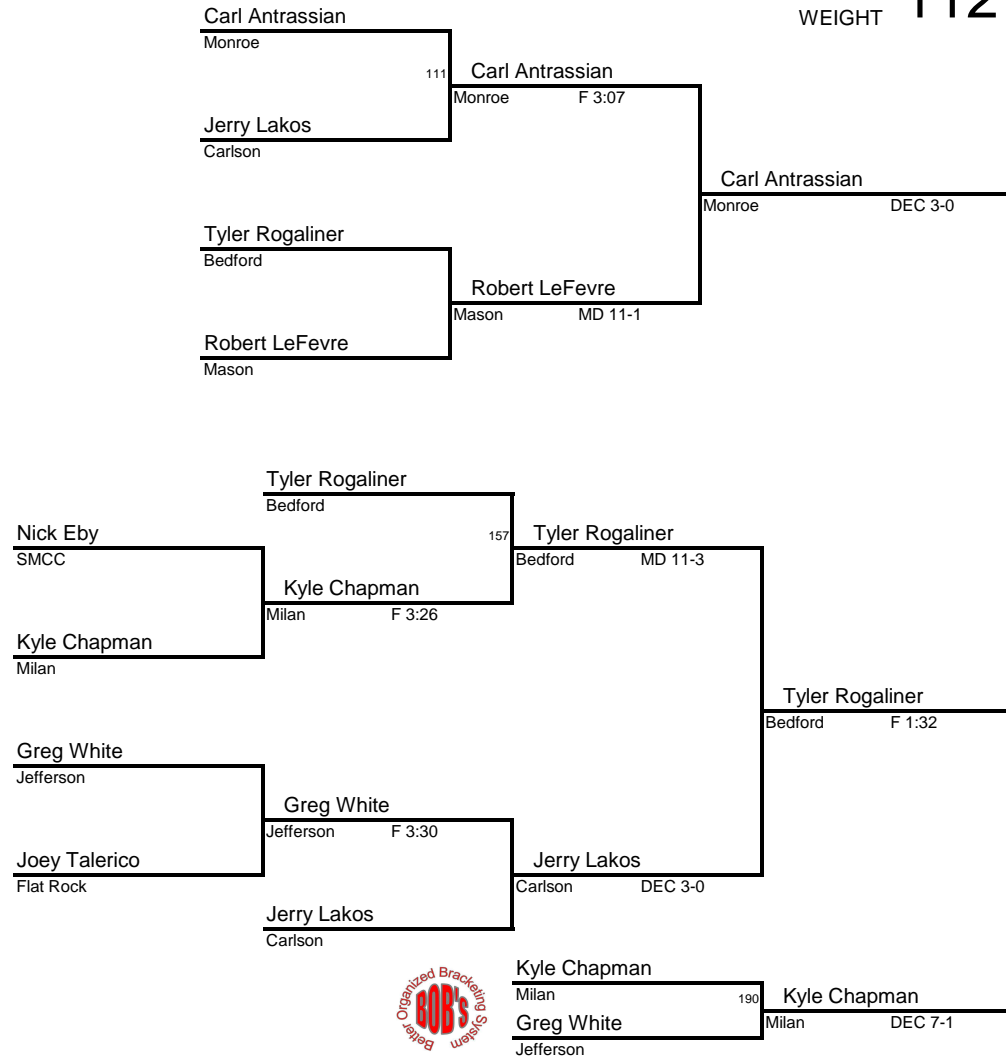 WEIGHT 112
Carl Antrassian
Monroe
111 Carl Antrassian
Monroe F 3:07
Jerry Lakos
Carlson
Carl Antrassian
Monroe DEC 3-0
Tyler Rogaliner
Bedford
Robert LeFevre
Mason MD 11-1
Robert LeFevre
Mason
Tyler Rogaliner
Bedford
Nick Eby
SMCC
157 Tyler Rogaliner
Bedford MD 11-3
Kyle Chapman
Milan F 3:26
Kyle Chapman
Milan
Tyler Rogaliner
Bedford F 1:32
Greg White
Jefferson
Greg White
Jefferson F 3:30
Joey Talerico
Flat Rock
Jerry Lakos
Carlson DEC 3-0
Jerry Lakos
Carlson
Kyle Chapman
Milan
190 Kyle Chapman
Milan DEC 7-1
Greg White
Jefferson
Better Organized Bracketing System
BOB'S